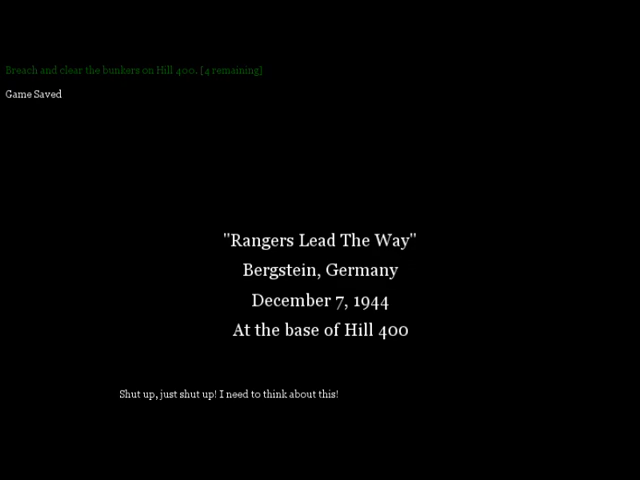 Breach and clear the bunkers on Hill 400. [4 remaining]
Game Saved
"Rangers Lead The Way"
Bergstein, Germany
December 7, 1944
At the base of Hill 400
Shut up, just shut up! I need to think about this!